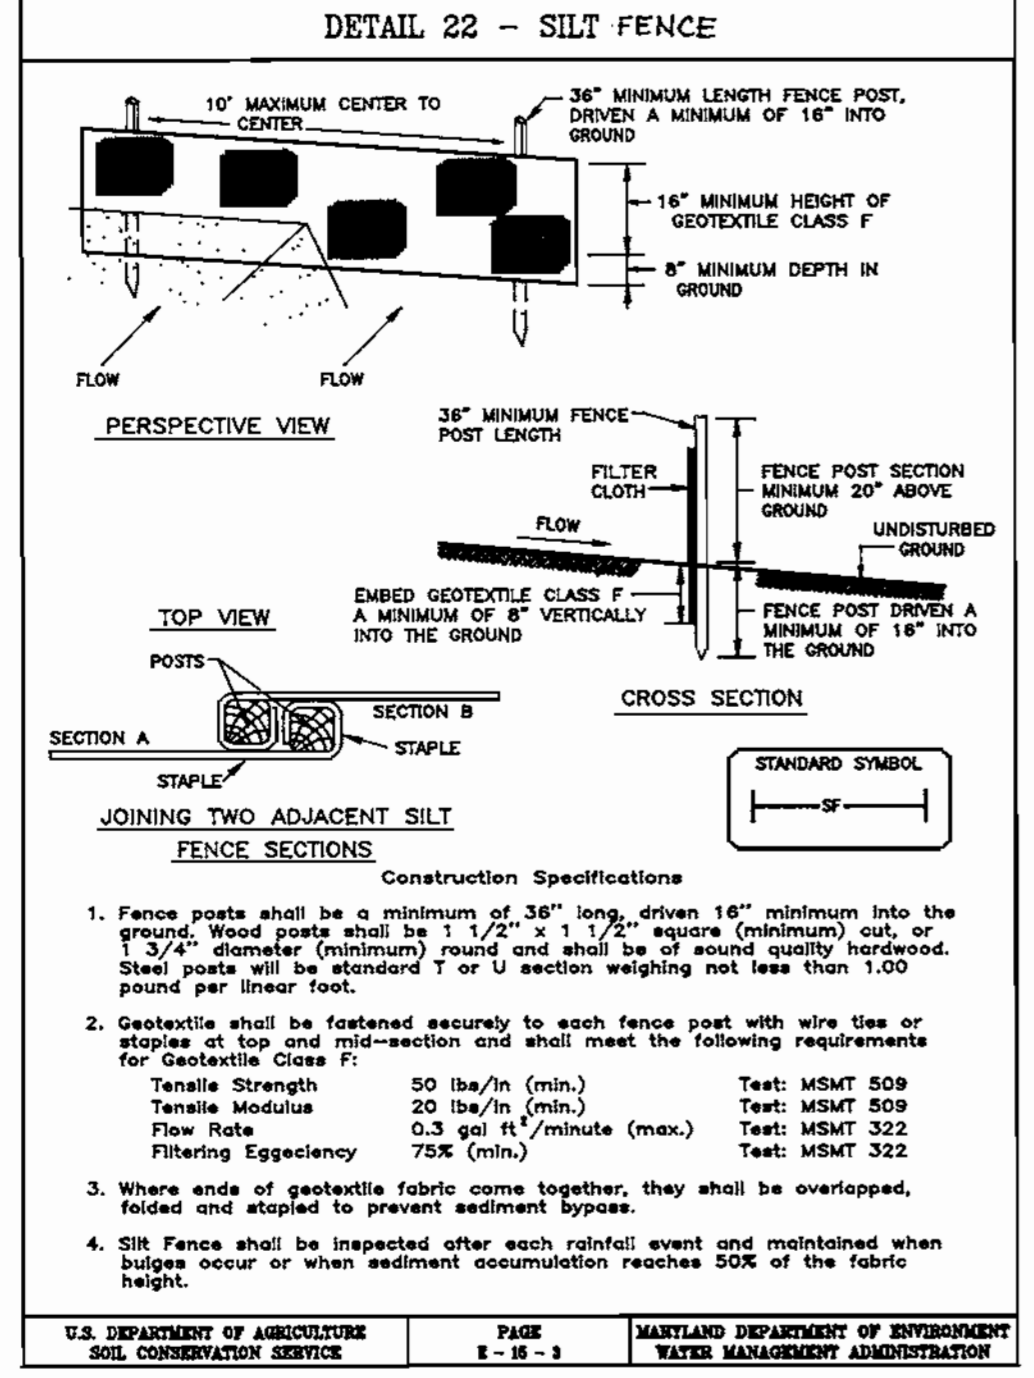 DETAIL 22 - SILT FENCE
10' MAXIMUM CENTER TO
CENTER
36" MINIMUM LENGTH FENCE POST,
DRIVEN A MINIMUM OF 16" INTO
GROUND
16" MINIMUM HEIGHT OF
GEOTEXTILE CLASS F
8" MINIMUM DEPTH IN
GROUND
FLOW
FLOW
PERSPECTIVE VIEW
36" MINIMUM FENCE
POST LENGTH
FILTER
CLOTH
FENCE POST SECTION
MINIMUM 20" ABOVE
GROUND
FLOW
UNDISTURBED
GROUND
EMBED GEOTEXTILE CLASS F
A MINIMUM OF 8" VERTICALLY
INTO THE GROUND
FENCE POST DRIVEN A
MINIMUM OF 16" INTO
THE GROUND
CROSS SECTION
TOP VIEW
POSTS
SECTION B
SECTION A
STAPLE
STAPLE
JOINING TWO ADJACENT SILT
FENCE SECTIONS
STANDARD SYMBOL
SF
Construction Specifications
1. Fence posts shall be a minimum of 36" long, driven 16" minimum into the
ground. Wood posts shall be 1 1/2" x 1 1/2" square (minimum) cut, or
1 3/4" diameter (minimum) round and shall be of sound quality hardwood.
Steel posts will be standard T or U section weighing not less than 1.00
pound per linear foot.
2. Geotextile shall be fastened securely to each fence post with wire ties or
staples at top and mid-section and shall meet the following requirements
for Geotextile Class F:
Tensile Strength 50 lbs/in (min.) Test: MSMT 509
Tensile Modulus 20 lbs/in (min.) Test: MSMT 509
Flow Rate 0.3 gal ft²/minute (max.) Test: MSMT 322
Filtering Eggeciency 75% (min.) Test: MSMT 322
3. Where ends of geotextile fabric come together, they shall be overlapped,
folded and stapled to prevent sediment bypass.
4. Silt Fence shall be inspected after each rainfall event and maintained when
bulges occur or when sediment accumulation reaches 50% of the fabric
height.
U.S. DEPARTMENT OF AGRICULTURE
SOIL CONSERVATION SERVICE
PAGE
E - 15 - 3
MARYLAND DEPARTMENT OF ENVIRONMENT
WATER MANAGEMENT ADMINISTRATION